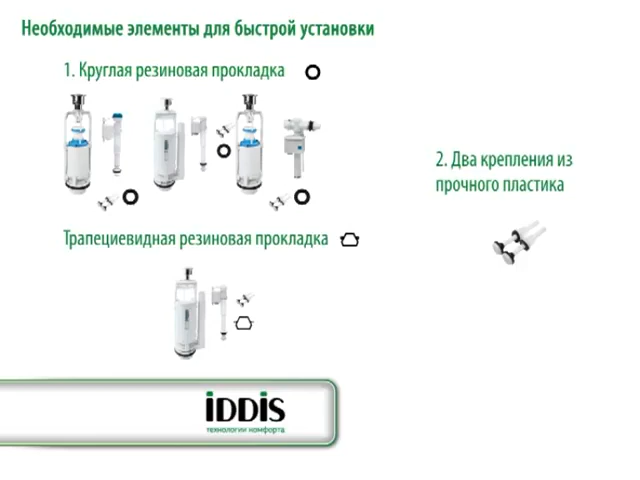 Необходимые элементы для быстрой установки
1. Круглая резиновая прокладка
2. Два крепления из
прочного пластика
Трапециевидная резиновая прокладка
iDDiS
технологии комфорта